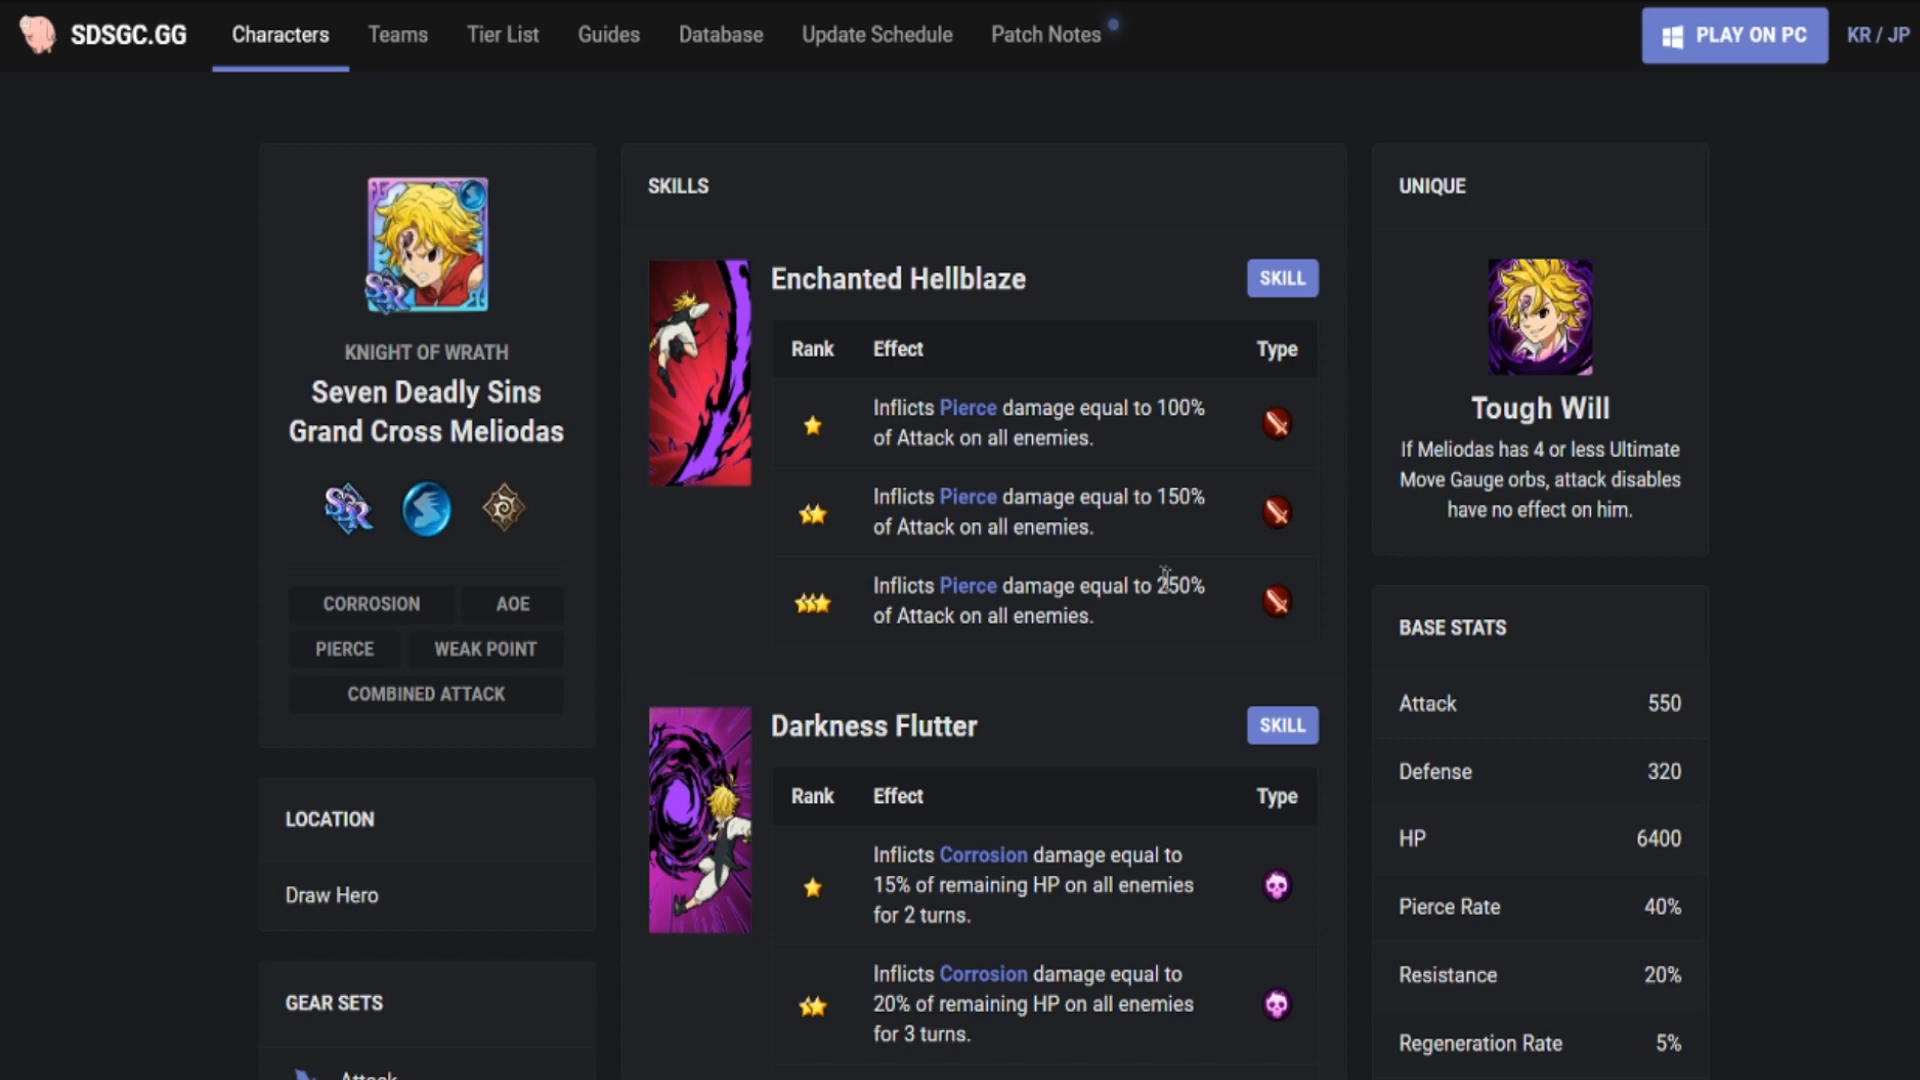 SDSGC.GG
Characters
Teams
Tier List
Guides
Database
Update Schedule
Patch Notes
PLAY ON PC
KR / JP
SSR
KNIGHT OF WRATH
Seven Deadly Sins
Grand Cross Meliodas
SSR
CORROSION
AOE
PIERCE
WEAK POINT
COMBINED ATTACK
LOCATION
Draw Hero
GEAR SETS
Attack
SKILLS
Enchanted Hellblaze
SKILL
Rank Effect Type
Inflicts Pierce damage equal to 100%
of Attack on all enemies.
Inflicts Pierce damage equal to 150%
of Attack on all enemies.
Inflicts Pierce damage equal to 250%
of Attack on all enemies.
Darkness Flutter
SKILL
Rank Effect Type
Inflicts Corrosion damage equal to
15% of remaining HP on all enemies
for 2 turns.
Inflicts Corrosion damage equal to
20% of remaining HP on all enemies
for 3 turns.
UNIQUE
Tough Will
If Meliodas has 4 or less Ultimate
Move Gauge orbs, attack disables
have no effect on him.
BASE STATS
Attack 550
Defense 320
HP 6400
Pierce Rate 40%
Resistance 20%
Regeneration Rate 5%